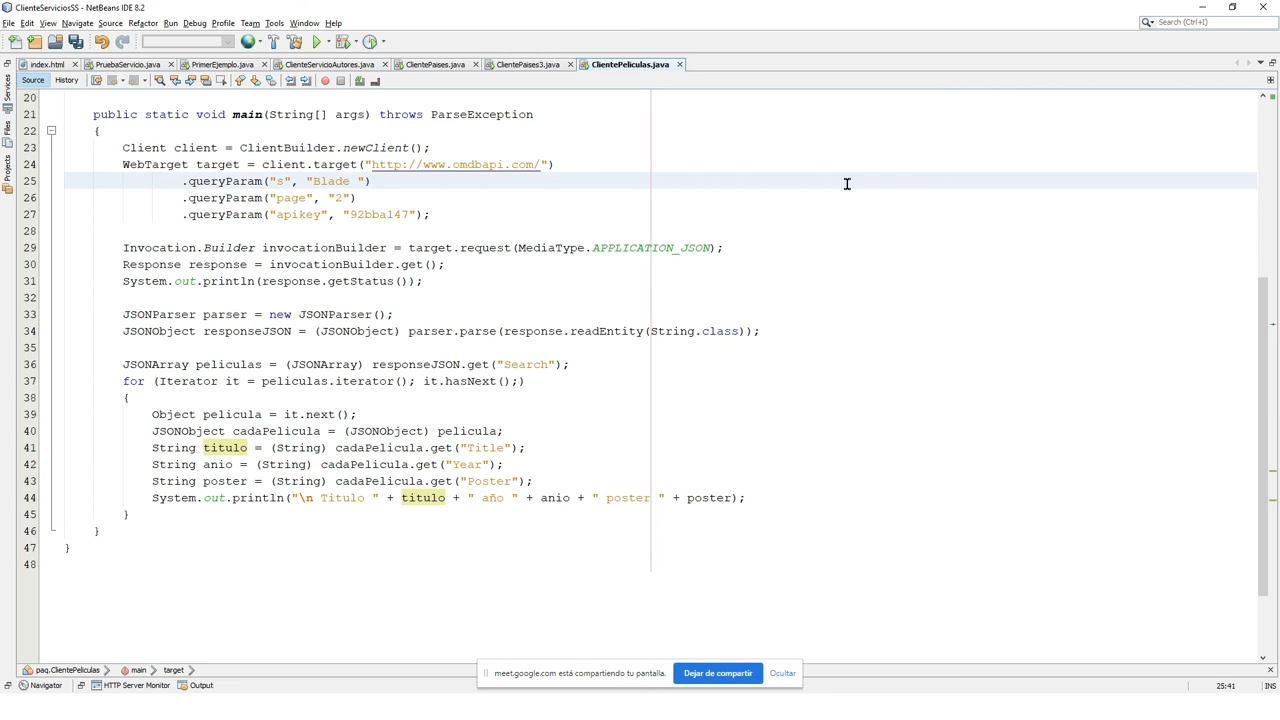 ClienteServiciosSS - NetBeans IDE 8.2
File Edit View Navigate Source Refactor Run Debug Profile Team Tools Window Help
Search (Ctrl+I)
index.html PruebaServicio.java PrimerEjemplo.java ClienteServicioAutores.java ClientePaises.java ClientePaises3.java ClientePeliculas.java
Source History
Services
Files
Projects
20
21 public static void main(String[] args) throws ParseException
22 {
23 Client client = ClientBuilder.newClient();
24 WebTarget target = client.target("http://www.omdbapi.com/")
25 .queryParam("s", "Blade ")
26 .queryParam("page", "2")
27 .queryParam("apikey", "92bba147");
28
29 Invocation.Builder invocationBuilder = target.request(MediaType.APPLICATION_JSON);
30 Response response = invocationBuilder.get();
31 System.out.println(response.getStatus());
32
33 JSONParser parser = new JSONParser();
34 JSONObject responseJSON = (JSONObject) parser.parse(response.readEntity(String.class));
35
36 JSONArray peliculas = (JSONArray) responseJSON.get("Search");
37 for (Iterator it = peliculas.iterator(); it.hasNext();)
38 {
39 Object pelicula = it.next();
40 JSONObject cadaPelicula = (JSONObject) pelicula;
41 String titulo = (String) cadaPelicula.get("Title");
42 String anio = (String) cadaPelicula.get("Year");
43 String poster = (String) cadaPelicula.get("Poster");
44 System.out.println("\n Titulo " + titulo + " año " + anio + " poster " + poster);
45 }
46 }
47 }
48
paq.ClientePeliculas main target
meet.google.com está compartiendo tu pantalla. Dejar de compartir Ocultar
Navigator HTTP Server Monitor Output
25:41 INS